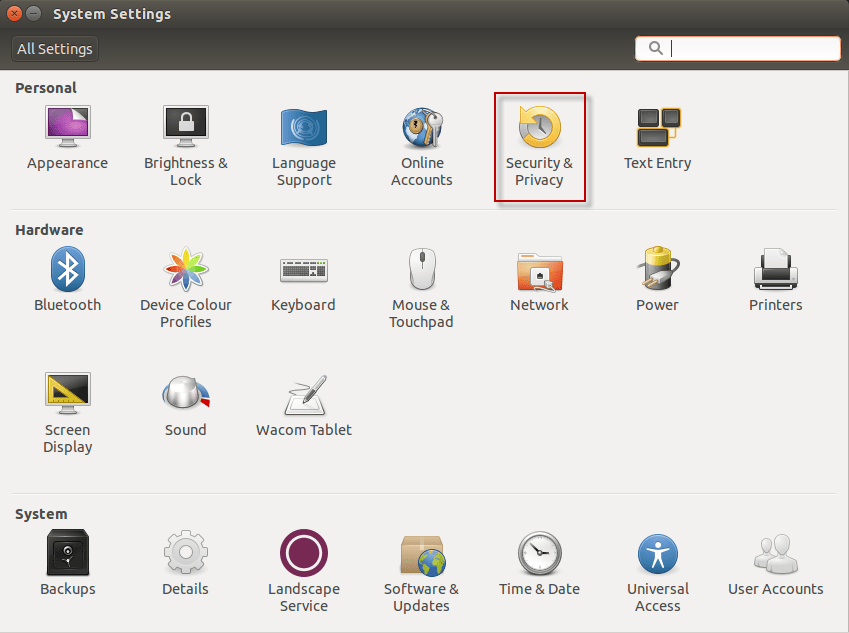 System Settings
All Settings
Personal
Appearance
Brightness &
Lock
Language
Support
Online
Accounts
Security &
Privacy
Text Entry
Hardware
Bluetooth
Device Colour
Profiles
Keyboard
Mouse &
Touchpad
Network
Power
Printers
Screen
Display
Sound
Wacom Tablet
System
Backups
Details
Landscape
Service
Software &
Updates
Time & Date
Universal
Access
User Accounts